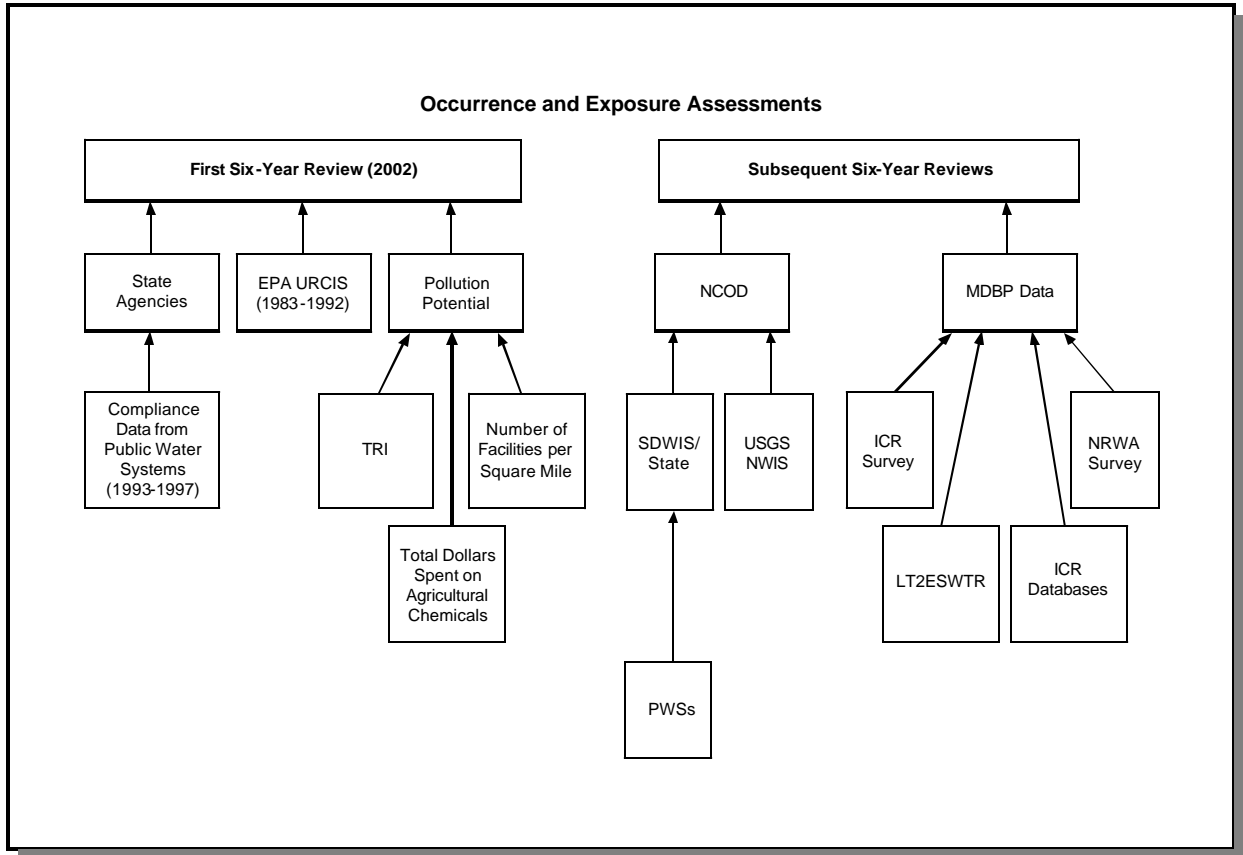 Occurrence and Exposure Assessments
First Six-Year Review (2002)
Subsequent Six-Year Reviews
State
Agencies
EPA URCIS
(1983-1992)
Pollution
Potential
NCOD
MDBP Data
Compliance
Data from
Public Water
Systems
(1993-1997)
TRI
Number of
Facilities per
Square Mile
Total Dollars
Spent on
Agricultural
Chemicals
SDWIS/
State
USGS
NWIS
ICR
Survey
NRWA
Survey
LT2ESWTR
ICR
Databases
PWSs